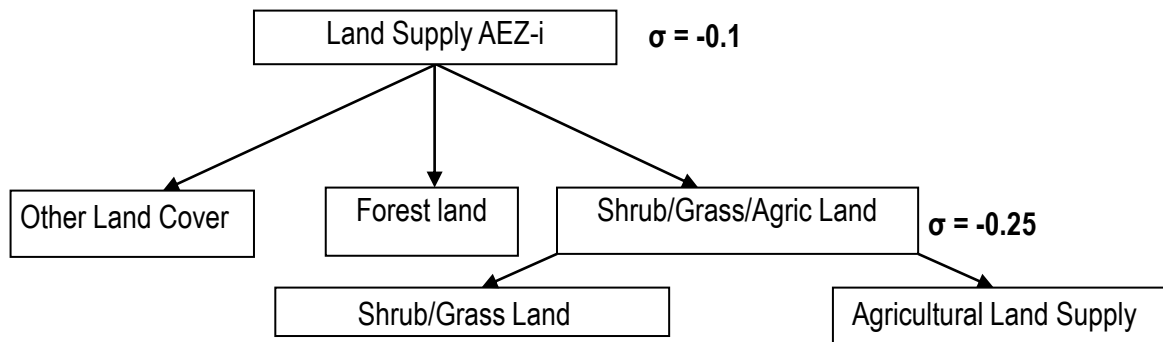 Land Supply AEZ-i
σ = -0.1
Other Land Cover
Forest land
Shrub/Grass/Agric Land
σ = -0.25
Shrub/Grass Land
Agricultural Land Supply